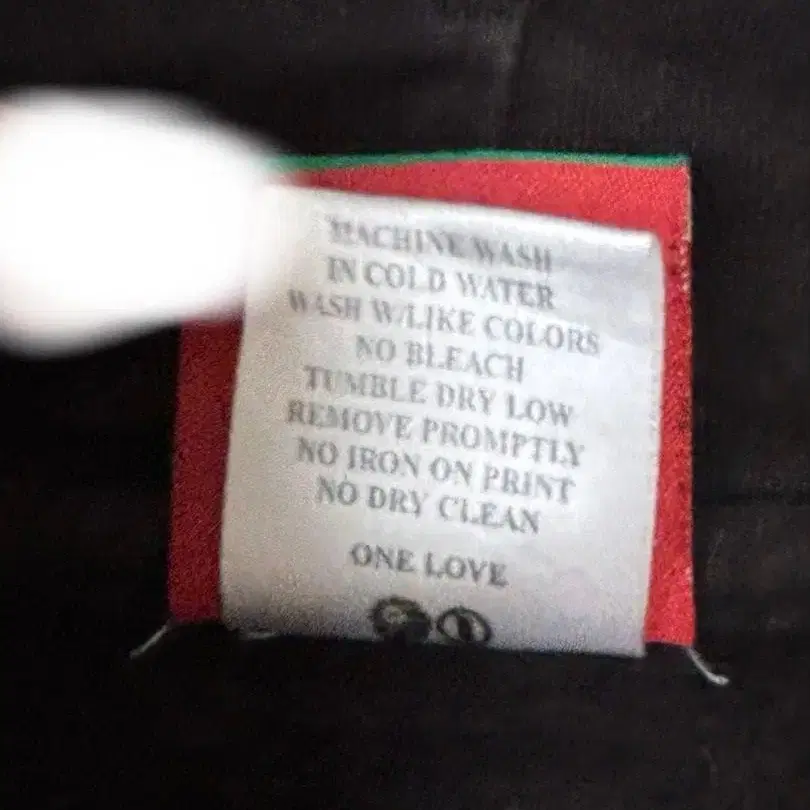 MACHINE WASH
IN COLD WATER
WASH W/LIKE COLORS
NO BLEACH
TUMBLE DRY LOW
REMOVE PROMPTLY
NO IRON ON PRINT
NO DRY CLEAN
ONE LOVE